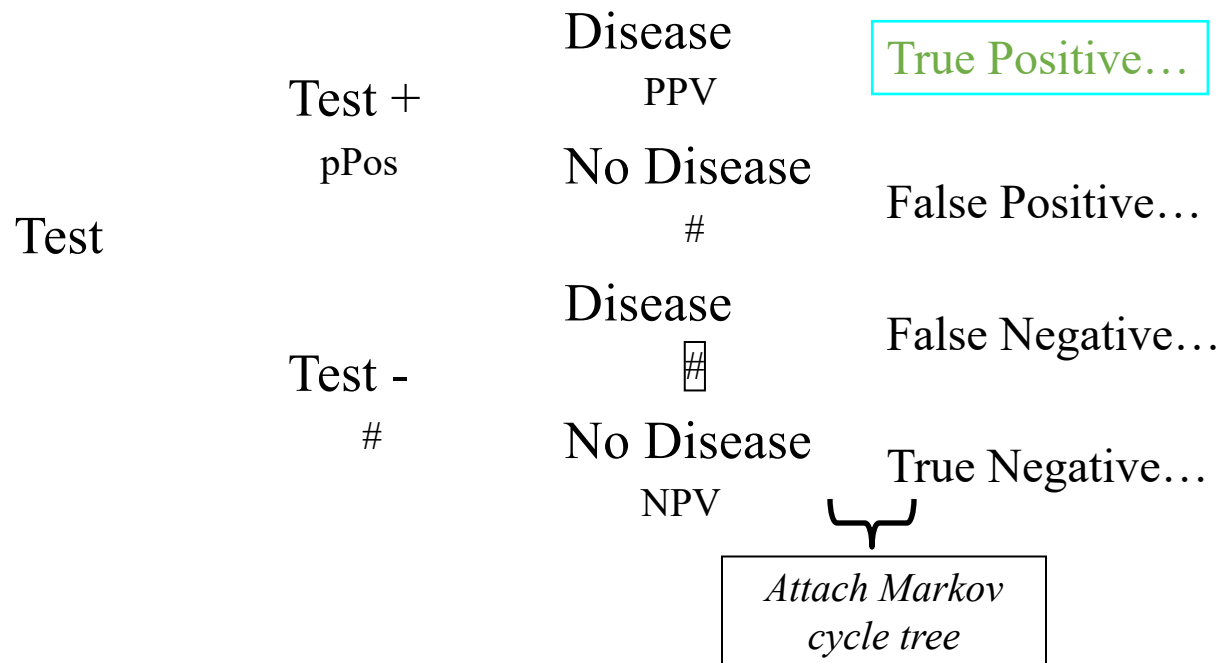 Test
Test +
pPos
Disease
PPV
True Positive…
No Disease
#
False Positive…
Test -
#
Disease
#
False Negative…
No Disease
NPV
True Negative…
Attach Markov
cycle tree